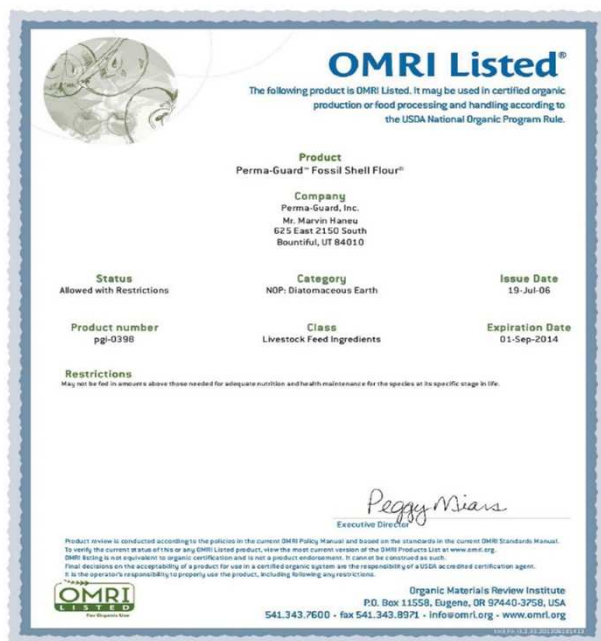 OMRI Listed®
The following product is OMRI Listed. It may be used in certified organic
production or food processing and handling according to
the USDA National Organic Program Rule.
Product
Perma-Guard™ Fossil Shell Flour®
Company
Perma-Guard, Inc.
Mr. Marvin Haney
625 East 2150 South
Bountiful, UT 84010
Status
Allowed with Restrictions
Category
NOP: Diatomaceous Earth
Issue Date
19-Jul-06
Product number
pgi-0398
Class
Livestock Feed Ingredients
Expiration Date
01-Sep-2014
Restrictions
May not be fed in amounts above those needed for adequate nutrition and health maintenance for the species at its specific stage in life.
Peggy Miars
Executive Director
Product review is conducted according to the policies in the current OMRI Policy Manual and based on the standards in the current OMRI Standards Manual.
To verify the current status of this or any OMRI Listed product, view the most current version of the OMRI Products List at www.omri.org.
OMRI listing is not equivalent to organic certification and is not a product endorsement. It cannot be construed as such.
Final decisions on the acceptability of a product for use in a certified organic system are the responsibility of a USDA accredited certification agent.
It is the operator's responsibility to properly use the product, including following any restrictions.
OMRI
LISTED
For Organic Use
Organic Materials Review Institute
P.O. Box 11558, Eugene, OR 97440-3758, USA
541.343.7600 - fax 541.343.8971 - info@omri.org - www.omri.org